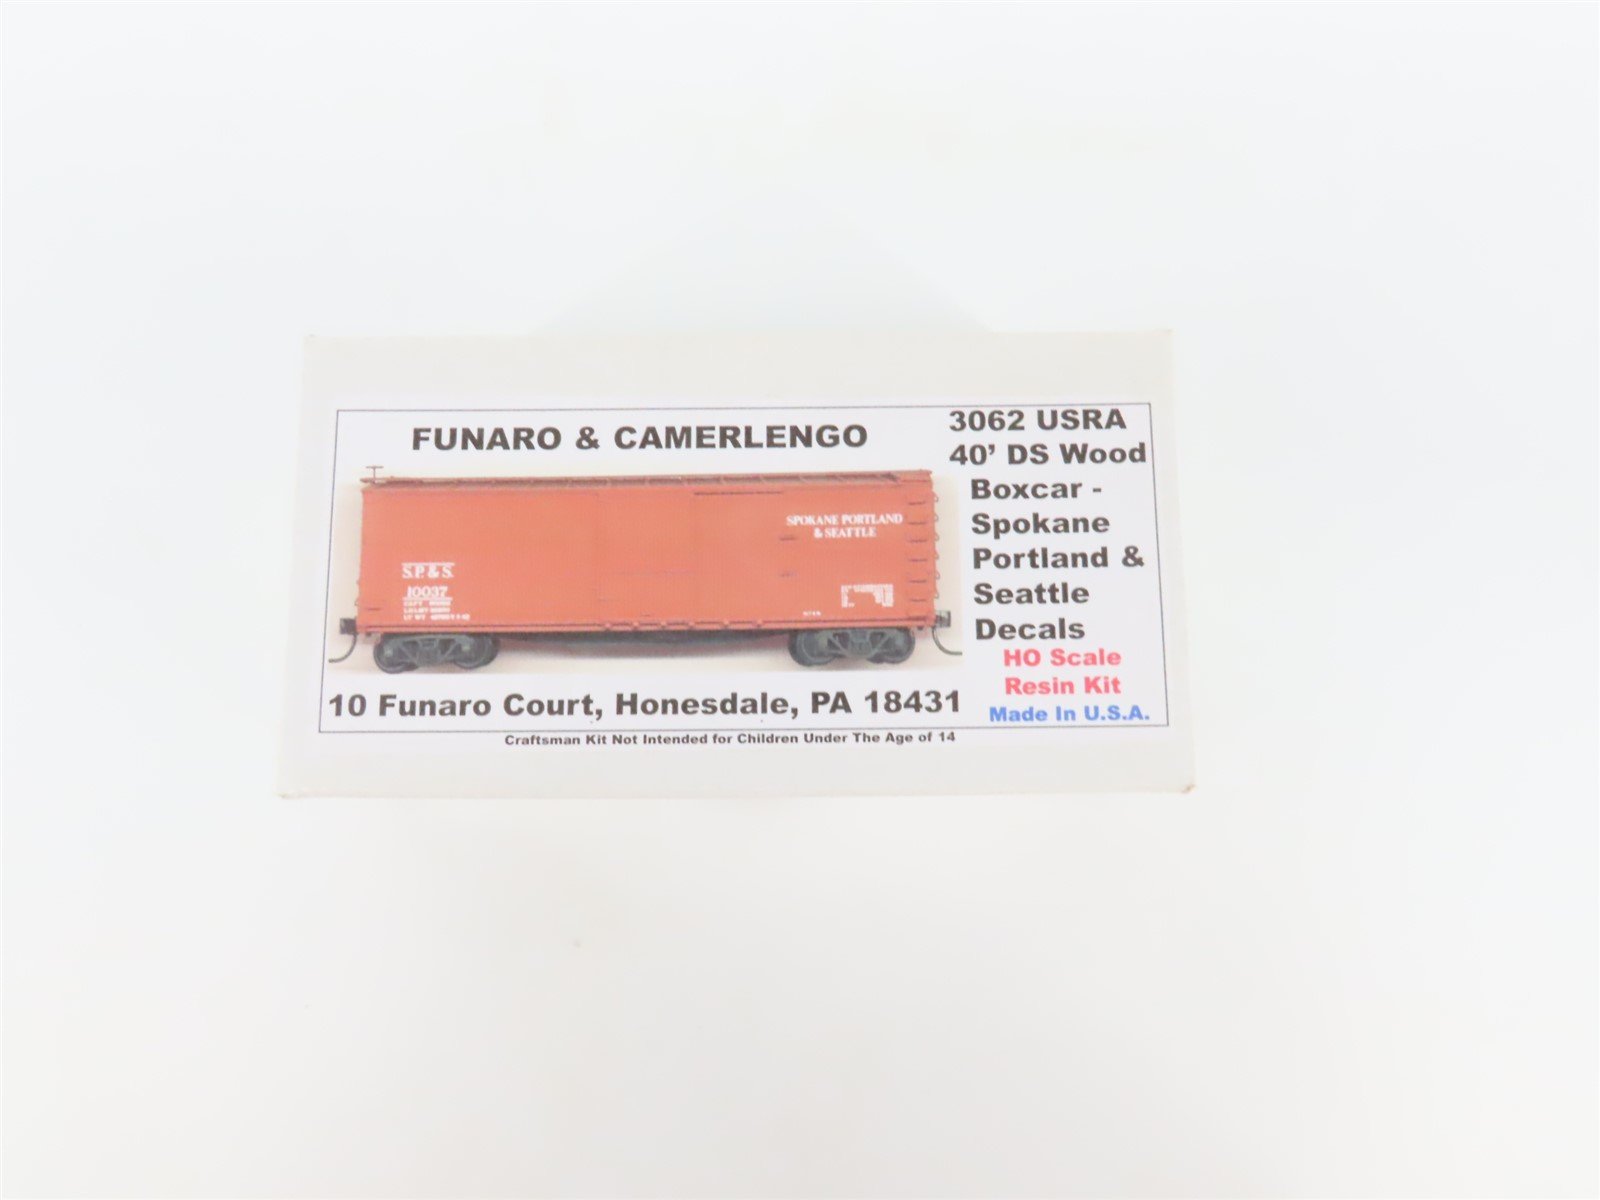 FUNARO & CAMERLENGO
SPOKANE PORTLAND
& SEATTLE
S.P. & S.
10037
10 Funaro Court, Honesdale, PA 18431
3062 USRA
40' DS Wood
Boxcar -
Spokane
Portland &
Seattle
Decals
HO Scale
Resin Kit
Made In U.S.A.
Craftsman Kit Not Intended for Children Under The Age of 14